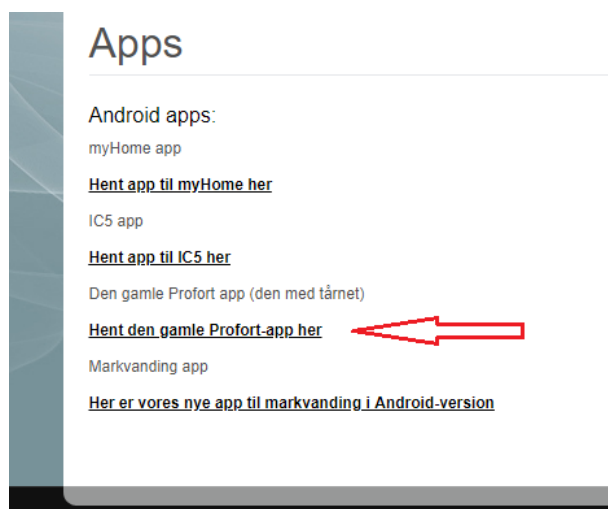 Apps
Android apps:
myHome app
Hent app til myHome her
IC5 app
Hent app til IC5 her
Den gamle Profort app (den med tårnet)
Hent den gamle Profort-app her
Markvanding app
Her er vores nye app til markvanding i Android-version